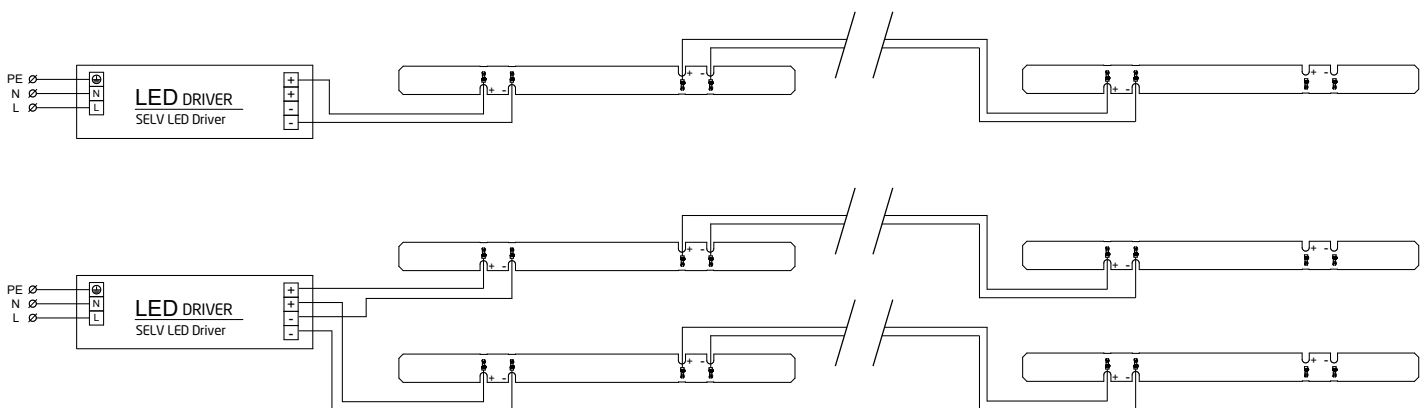 PE
N
L
N
L
LED DRIVER
SELV LED Driver
+
+
-
-
+ -
+ -
+ -
+ -
PE
N
L
N
L
LED DRIVER
SELV LED Driver
+
+
-
-
+ -
+ -
+ -
+ -
+ -
+ -
+ -
+ -